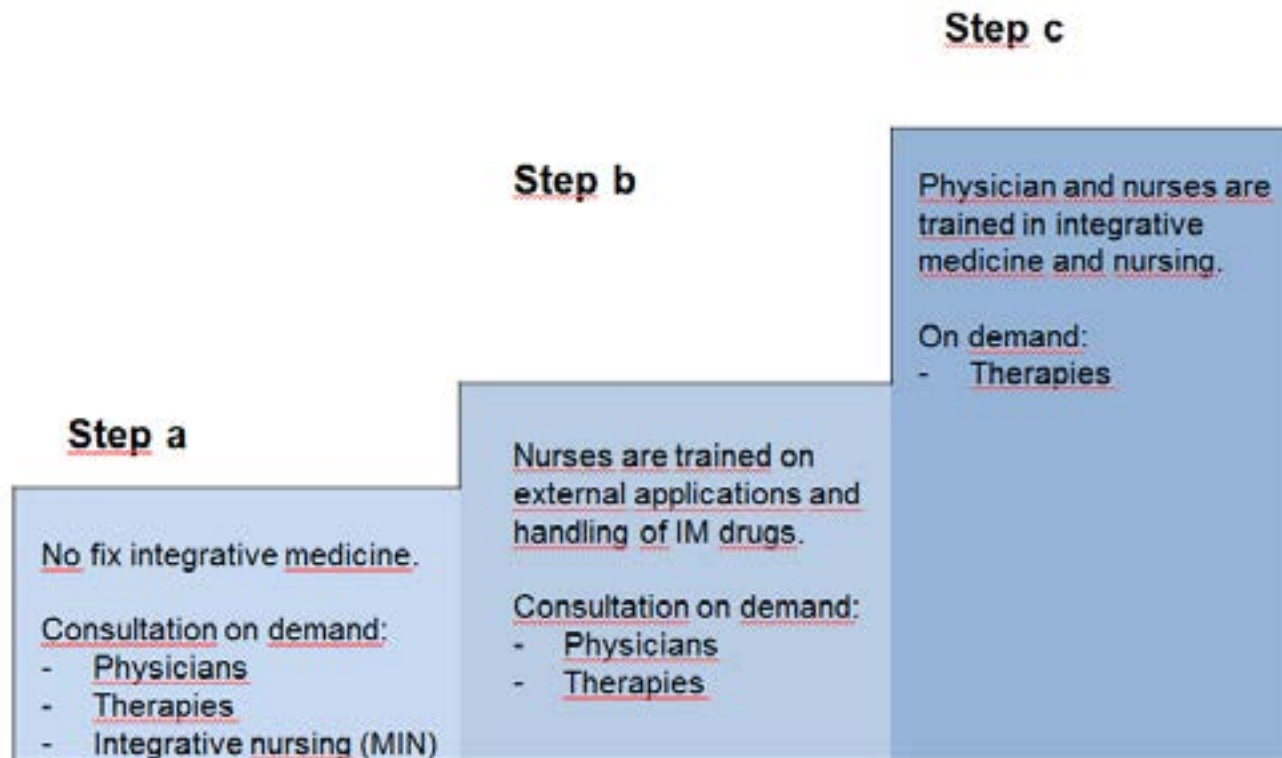 Step a
No fix integrative medicine.
Consultation on demand:
- Physicians
- Therapies
- Integrative nursing (MIN)
Step b
Nurses are trained on
external applications and
handling of IM drugs.
Consultation on demand:
- Physicians
- Therapies
Step c
Physician and nurses are
trained in integrative
medicine and nursing.
On demand:
- Therapies